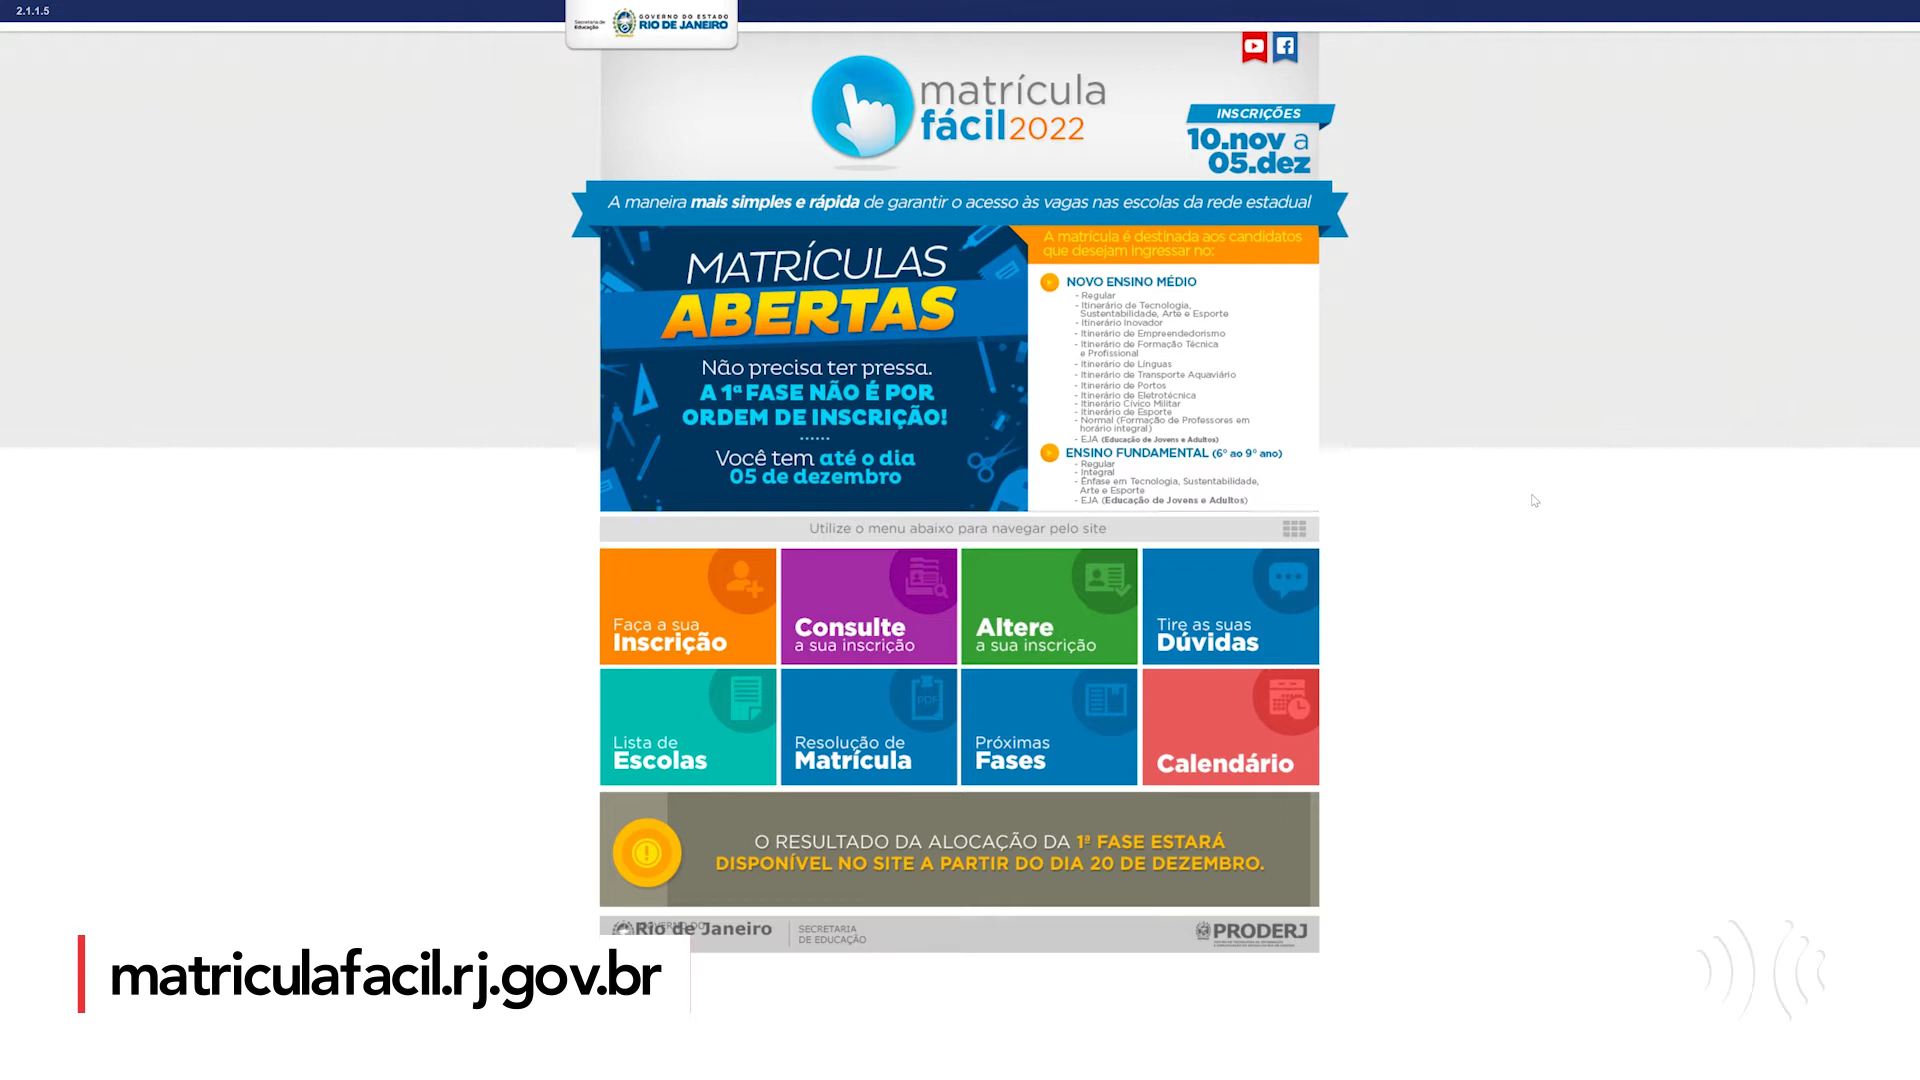 2.1.1.5
Secretaria de
Educação
GOVERNO DO ESTADO
RIO DE JANEIRO
matrícula
fácil2022
INSCRIÇÕES
10.nov a
05.dez
A maneira mais simples e rápida de garantir o acesso às vagas nas escolas da rede estadual
MATRÍCULAS
ABERTAS
Não precisa ter pressa.
A 1ª FASE NÃO É POR
ORDEM DE INSCRIÇÃO!
Você tem até o dia
05 de dezembro
A matrícula é destinada aos candidatos
que desejam ingressar no:
NOVO ENSINO MÉDIO
- Regular
- Itinerário de Tecnologia,
Sustentabilidade, Arte e Esporte
- Itinerário Inovador
- Itinerário de Empreendedorismo
- Itinerário de Formação Técnica
e Profissional
- Itinerário de Línguas
- Itinerário de Transporte Aquaviário
- Itinerário de Portos
- Itinerário de Eletrotécnica
- Itinerário Cívico Militar
- Itinerário de Esporte
- Normal (Formação de Professores em
horário integral)
- EJA (Educação de Jovens e Adultos)
ENSINO FUNDAMENTAL (6° ao 9° ano)
- Regular
- Integral
- Ênfase em Tecnologia, Sustentabilidade,
Arte e Esporte
- EJA (Educação de Jovens e Adultos)
Utilize o menu abaixo para navegar pelo site
Faça a sua
Inscrição
Consulte
a sua inscrição
Altere
a sua inscrição
Tire as suas
Dúvidas
Lista de
Escolas
PDF
Resolução de
Matrícula
Próximas
Fases
Calendário
O RESULTADO DA ALOCAÇÃO DA 1ª FASE ESTARÁ
DISPONÍVEL NO SITE A PARTIR DO DIA 20 DE DEZEMBRO.
GOVERNO DO
Rio de Janeiro
SECRETARIA
DE EDUCAÇÃO
PRODERJ
matriculafacil.rj.gov.br